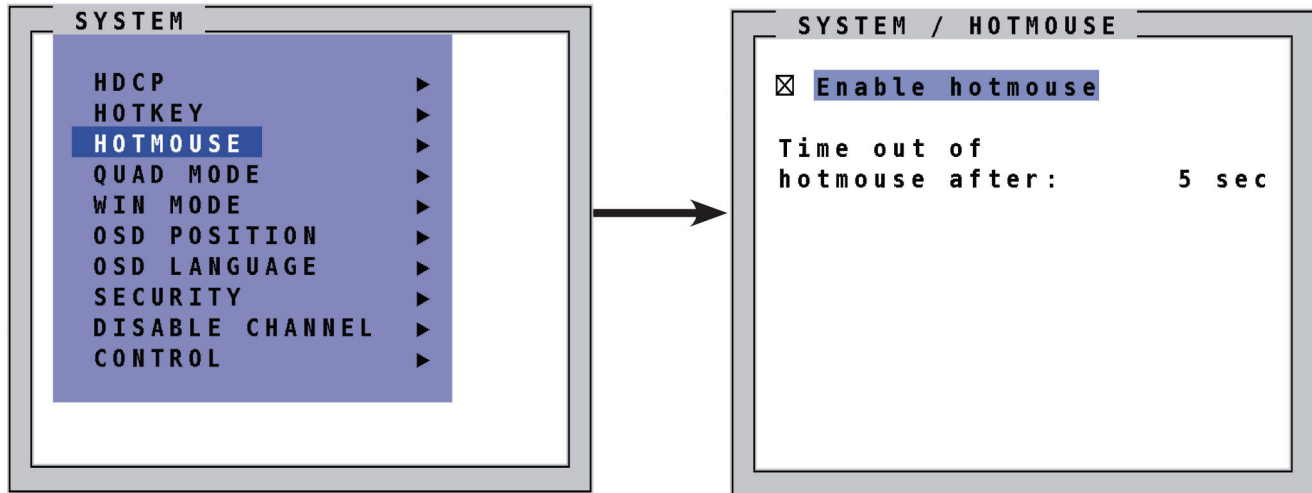 SYSTEM
HDCP ►
HOTKEY ►
HOTMOUSE ►
QUAD MODE ►
WIN MODE ►
OSD POSITION ►
OSD LANGUAGE ►
SECURITY ►
DISABLE CHANNEL ►
CONTROL ►
SYSTEM / HOTMOUSE
☒ Enable hotmouse
Time out of
hotmouse after: 5 sec